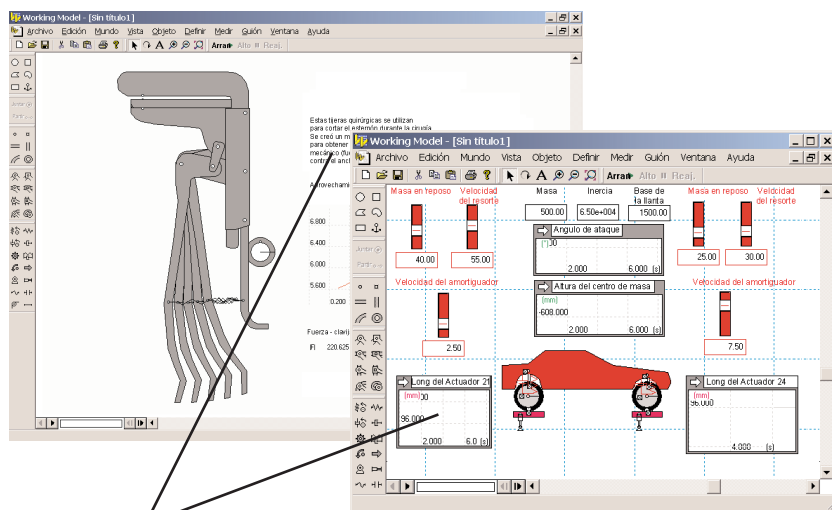 Working Model - [Sin título1]
Archivo Edición Mundo Vista Objeto Definir Medir Guión Ventana Ayuda
A Arran Alto Reaj.
Estas tijeras quirúrgicas se utilizan
para cortar el esternón durante la cirugía
Se creó un m
para obtener
mecánico (fu
contra el ancl
Aprovechami
6.800
6.400
6.000
5.600
0.200
Fuerza - clavij
|F| 220.625
Working Model - [Sin título1]
Archivo Edición Mundo Vista Objeto Definir Medir Guión Ventana Ayuda
A Arran Alto Reaj.
Masa en reposo Velocidad del resorte
40.00 55.00
Masa Inercia Base de la llanta
500.00 6.50e+004 1500.00
Masa en reposo Velocidad del resorte
25.00 30.00
Angulo de ataque
(°)
2.000 6.000 (s)
Altura del centro de masa
(mm)
-608.000
2.000 6.000 (s)
Velocidad del amortiguador
2.50
Velocidad del amortiguador
7.50
Long del Actuador 21
(mm)
96.000
2.000 6.0 (s)
Long del Actuador 24
(mm)
96.000
4.000 (s)